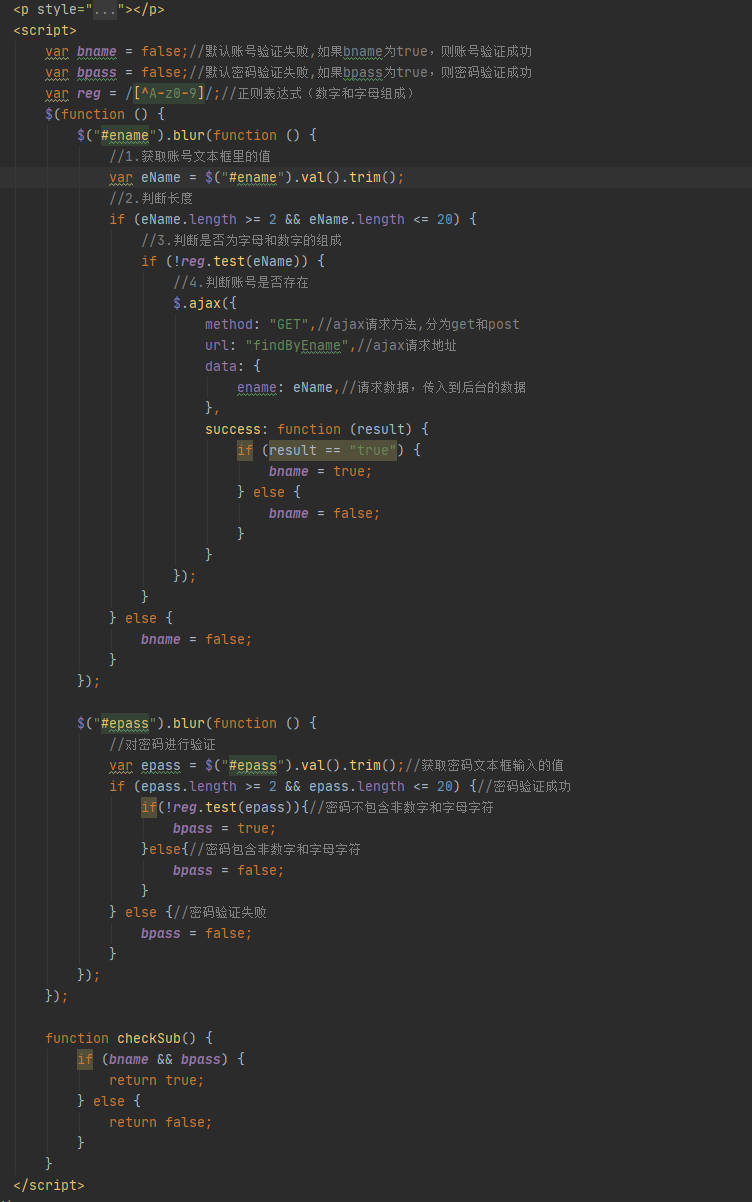 <p style="..."></p>
<script>
    var bname = false;//默认账号验证失败,如果bname为true，则账号验证成功
    var bpass = false;//默认密码验证失败,如果bpass为true，则密码验证成功
    var reg = /[^A-z0-9]/;//正则表达式（数字和字母组成）
    $(function () {
        $("#ename").blur(function () {
            //1.获取账号文本框里的值
            var eName = $("#ename").val().trim();
            //2.判断长度
            if (eName.length >= 2 && eName.length <= 20) {
                //3.判断是否为字母和数字的组成
                if (!reg.test(eName)) {
                    //4.判断账号是否存在
                    $.ajax({
                        method: "GET",//ajax请求方法,分为get和post
                        url: "findByEname",//ajax请求地址
                        data: {
                            ename: eName,//请求数据，传入到后台的数据
                        },
                        success: function (result) {
                            if (result == "true") {
                                bname = true;
                            } else {
                                bname = false;
                            }
                        }
                    });
                }
            } else {
                bname = false;
            }
        });

        $("#epass").blur(function () {
            //对密码进行验证
            var epass = $("#epass").val().trim();//获取密码文本框输入的值
            if (epass.length >= 2 && epass.length <= 20) {//密码验证成功
                if(!reg.test(epass)){//密码不包含非数字和字母字符
                    bpass = true;
                }else{//密码包含非数字和字母字符
                    bpass = false;
                }
            } else {//密码验证失败
                bpass = false;
            }
        });
    });

    function checkSub() {
        if (bname && bpass) {
            return true;
        } else {
            return false;
        }
    }
</script>